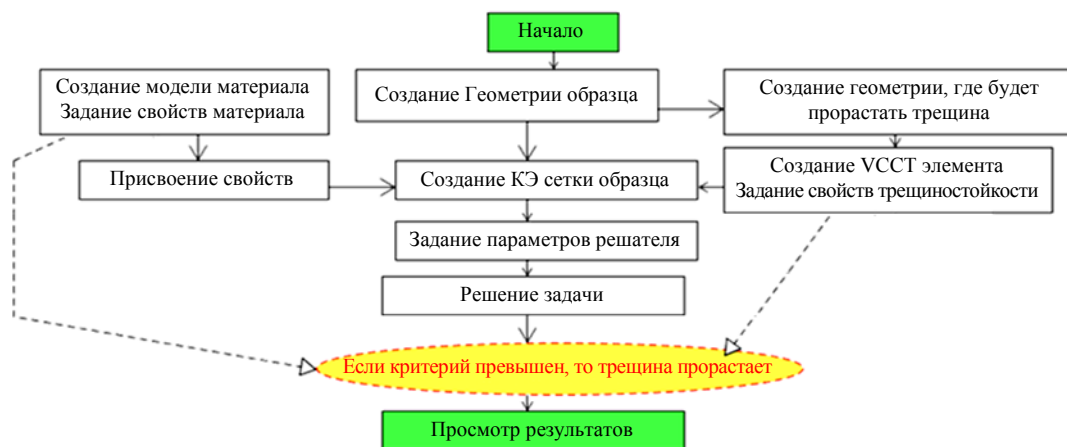 Начало
Создание модели материала
Задание свойств материала
Создание Геометрии образца
Создание геометрии, где будет
прорастать трещина
Присвоение свойств
Создание КЭ сетки образца
Создание VCCT элемента
Задание свойств трещиностойкости
Задание параметров решателя
Решение задачи
Если критерий превышен, то трещина прорастает
Просмотр результатов